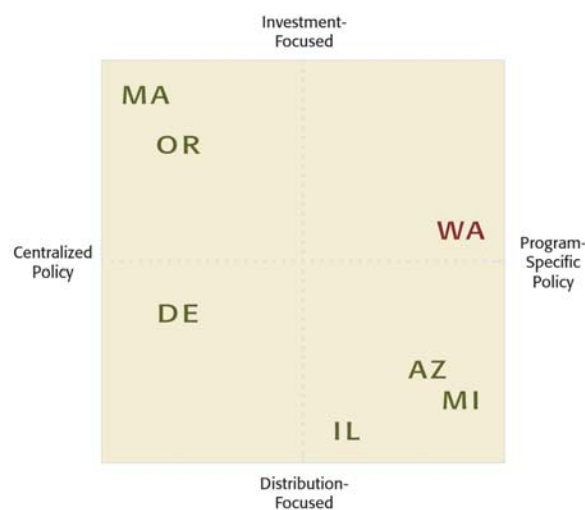 Investment-
Focused
MA
OR
WA
Centralized
Policy
Program-
Specific
Policy
DE
AZ
MI
IL
Distribution-
Focused